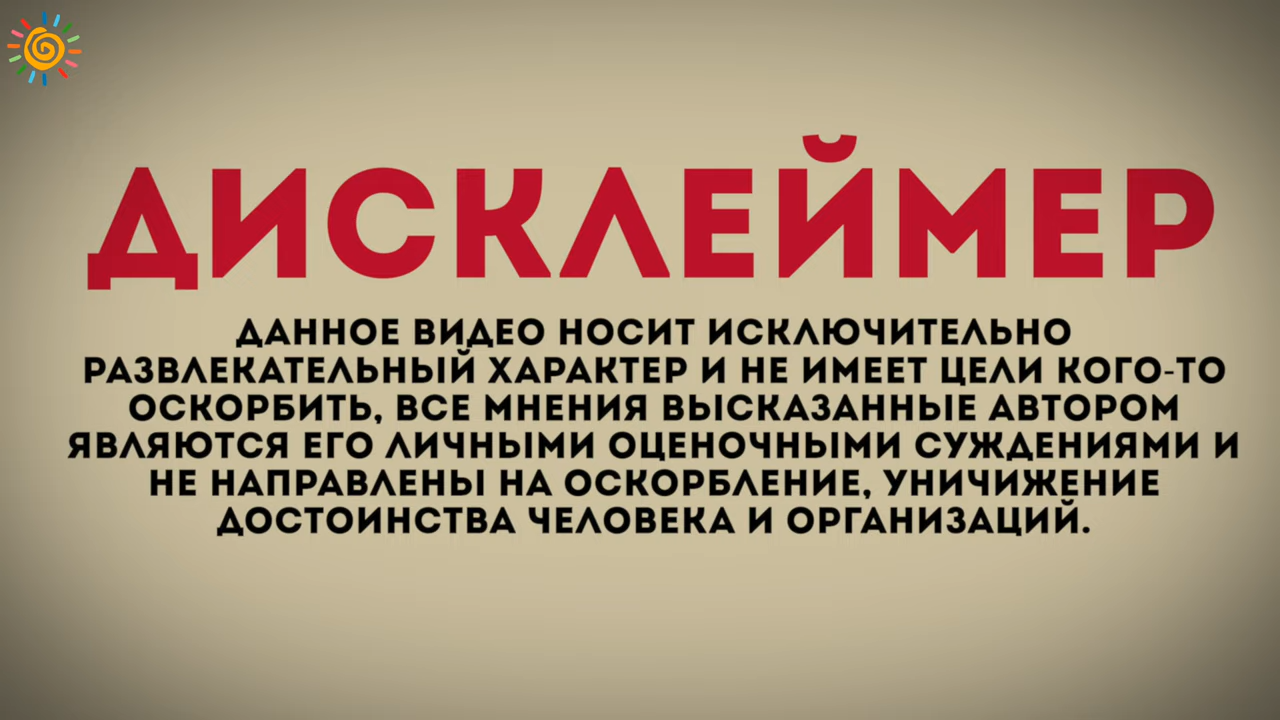 ДИСКЛЕЙМЕР
ДАННОЕ ВИДЕО НОСИТ ИСКЛЮЧИТЕЛЬНО
РАЗВЛЕКАТЕЛЬНЫЙ ХАРАКТЕР И НЕ ИМЕЕТ ЦЕЛИ КОГО-ТО
ОСКОРБИТЬ, ВСЕ МНЕНИЯ ВЫСКАЗАННЫЕ АВТОРОМ
ЯВЛЯЮТСЯ ЕГО ЛИЧНЫМИ ОЦЕНОЧНЫМИ СУЖДЕНИЯМИ И
НЕ НАПРАВЛЕНЫ НА ОСКОРБЛЕНИЕ, УНИЧИЖЕНИЕ
ДОСТОИНСТВА ЧЕЛОВЕКА И ОРГАНИЗАЦИЙ.